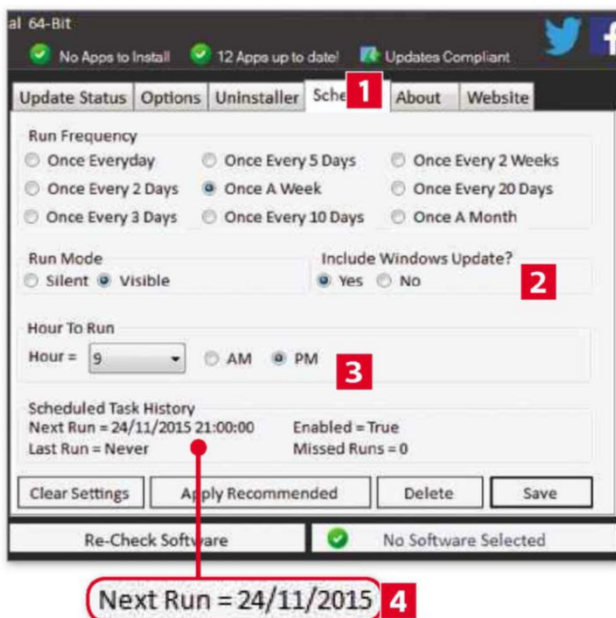 al 64-Bit
No Apps to Install 12 Apps up to date! Updates Compliant
Update Status Options Uninstaller Sche 1 About Website
Run Frequency
Once Everyday Once Every 5 Days Once Every 2 Weeks
Once Every 2 Days Once A Week Once Every 20 Days
Once Every 3 Days Once Every 10 Days Once A Month
Run Mode Include Windows Update?
Silent Visible Yes No 2
Hour To Run
Hour = 9 AM PM 3
Scheduled Task History
Next Run = 24/11/2015 21:00:00 Enabled = True
Last Run = Never Missed Runs = 0
Clear Settings Apply Recommended Delete Save
Re-Check Software No Software Selected
Next Run = 24/11/2015 4